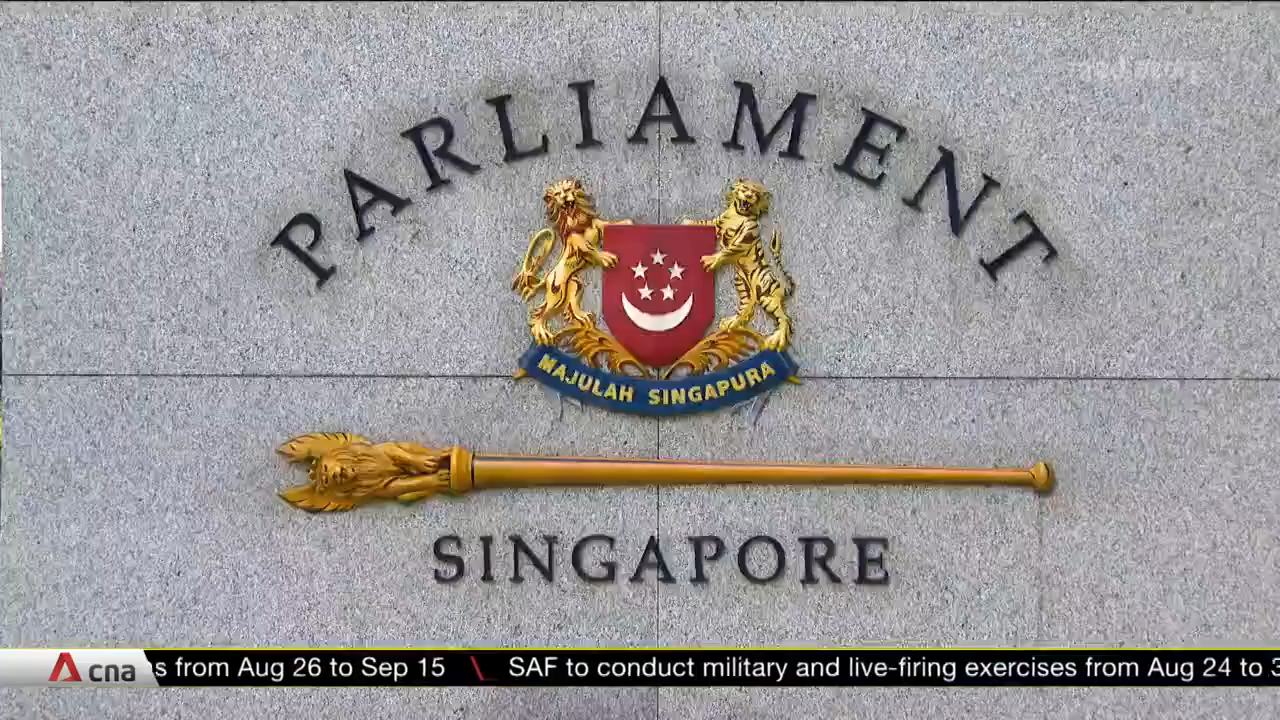 PARLIAMENT
MAJULAH SINGAPURA
SINGAPORE
cna s from Aug 26 to Sep 15 \ SAF to conduct military and live-firing exercises from Aug 24 to 3